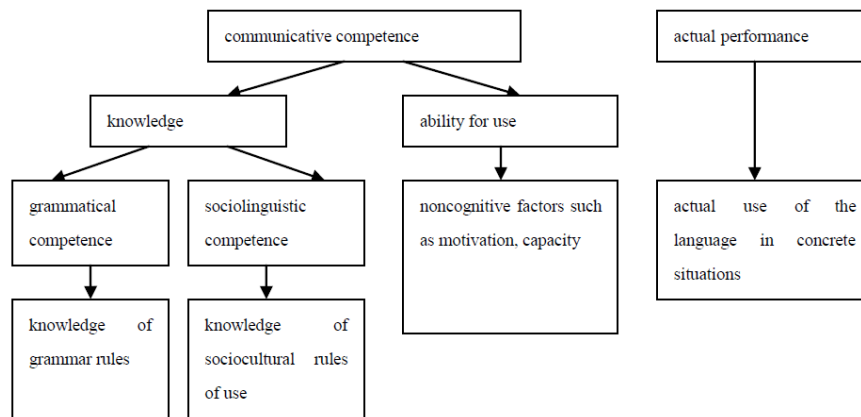 communicative competence
actual performance
knowledge
ability for use
grammatical
competence
sociolinguistic
competence
noncognitive factors such
as motivation, capacity
actual use of the
language in concrete
situations
knowledge of
grammar rules
knowledge of
sociocultural rules
of use